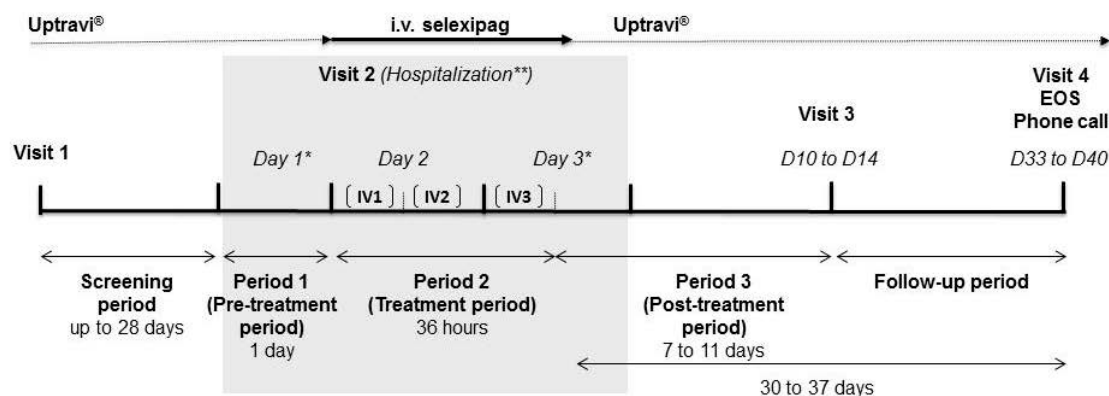 Uptravi® i.v. selexipag Uptravi®
Visit 2 (Hospitalization**)
Visit 4
EOS
Phone call
Visit 3
Visit 1
Day 1* Day 2 Day 3* D10 to D14 D33 to D40
(IV1) (IV2) (IV3)
Screening
period
up to 28 days
Period 1
(Pre-treatment
period)
1 day
Period 2
(Treatment period)
36 hours
Period 3
(Post-treatment
period)
7 to 11 days
Follow-up period
30 to 37 days